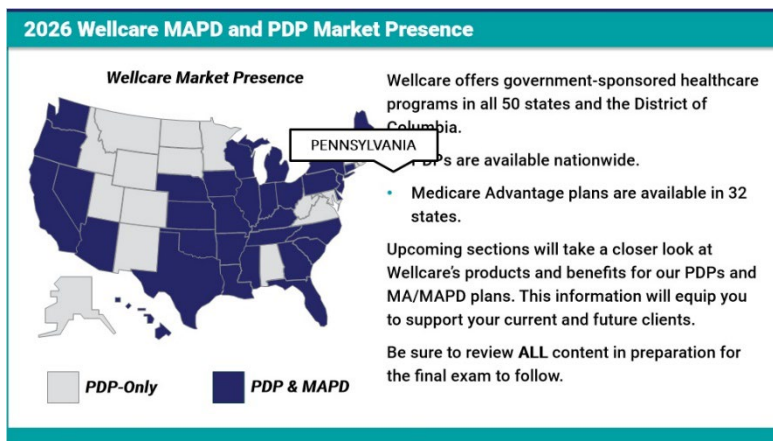 2026 Wellcare MAPD and PDP Market Presence
Wellcare Market Presence
PENNSYLVANIA
PDP-Only
PDP & MAPD
Wellcare offers government-sponsored healthcare
programs in all 50 states and the District of
Columbia.
PDPs are available nationwide.
• Medicare Advantage plans are available in 32
states.
Upcoming sections will take a closer look at
Wellcare's products and benefits for our PDPs and
MA/MAPD plans. This information will equip you
to support your current and future clients.
Be sure to review ALL content in preparation for
the final exam to follow.